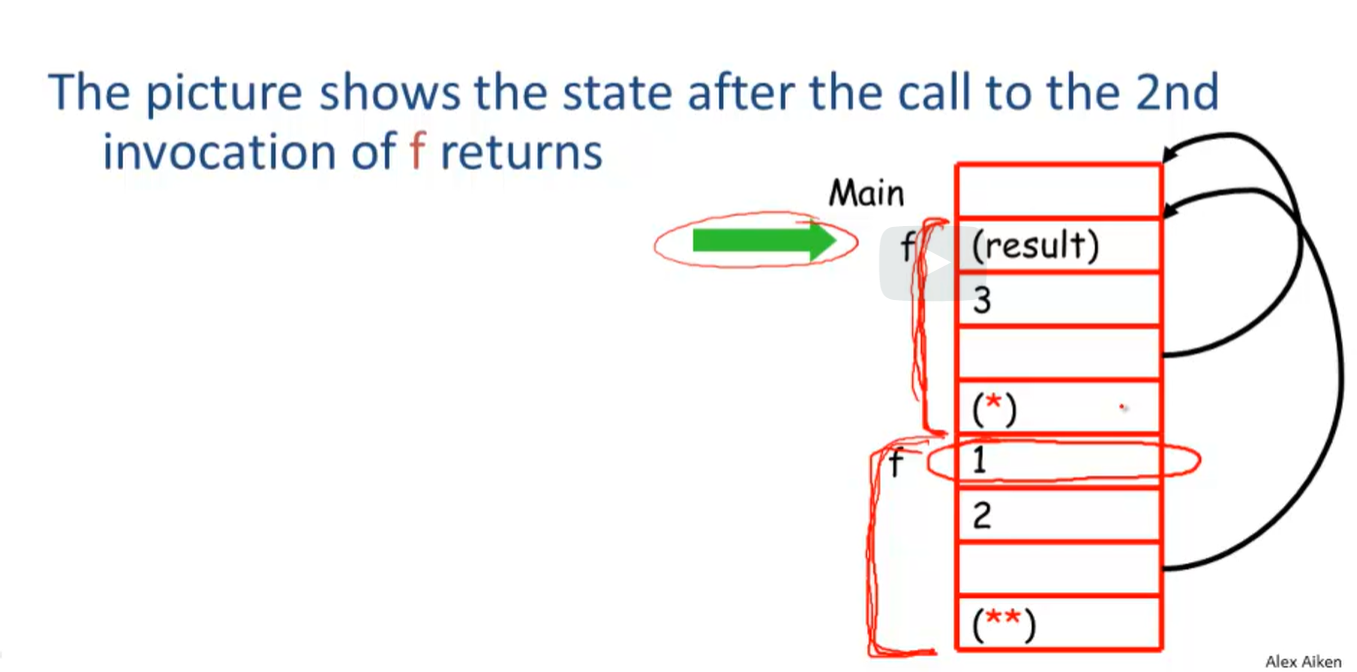 The picture shows the state after the call to the 2nd
invocation of f returns
Main
f (result)
3
(*)
f 1
2
(**)
Alex Aiken